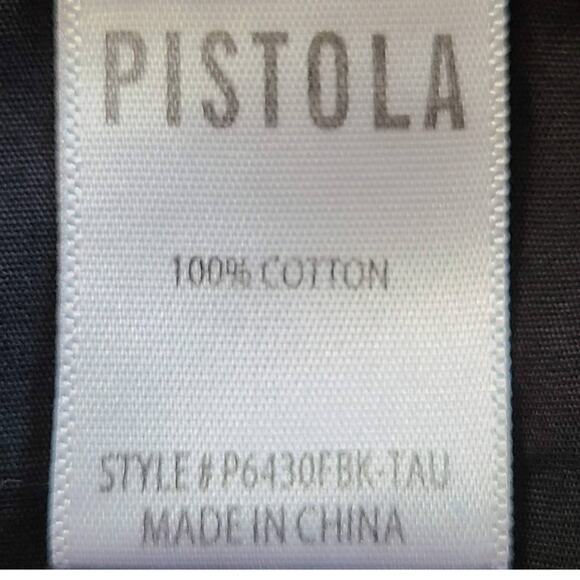 PISTOLA
100% COTTON
STYLE # P6430FBK-TAU
MADE IN CHINA